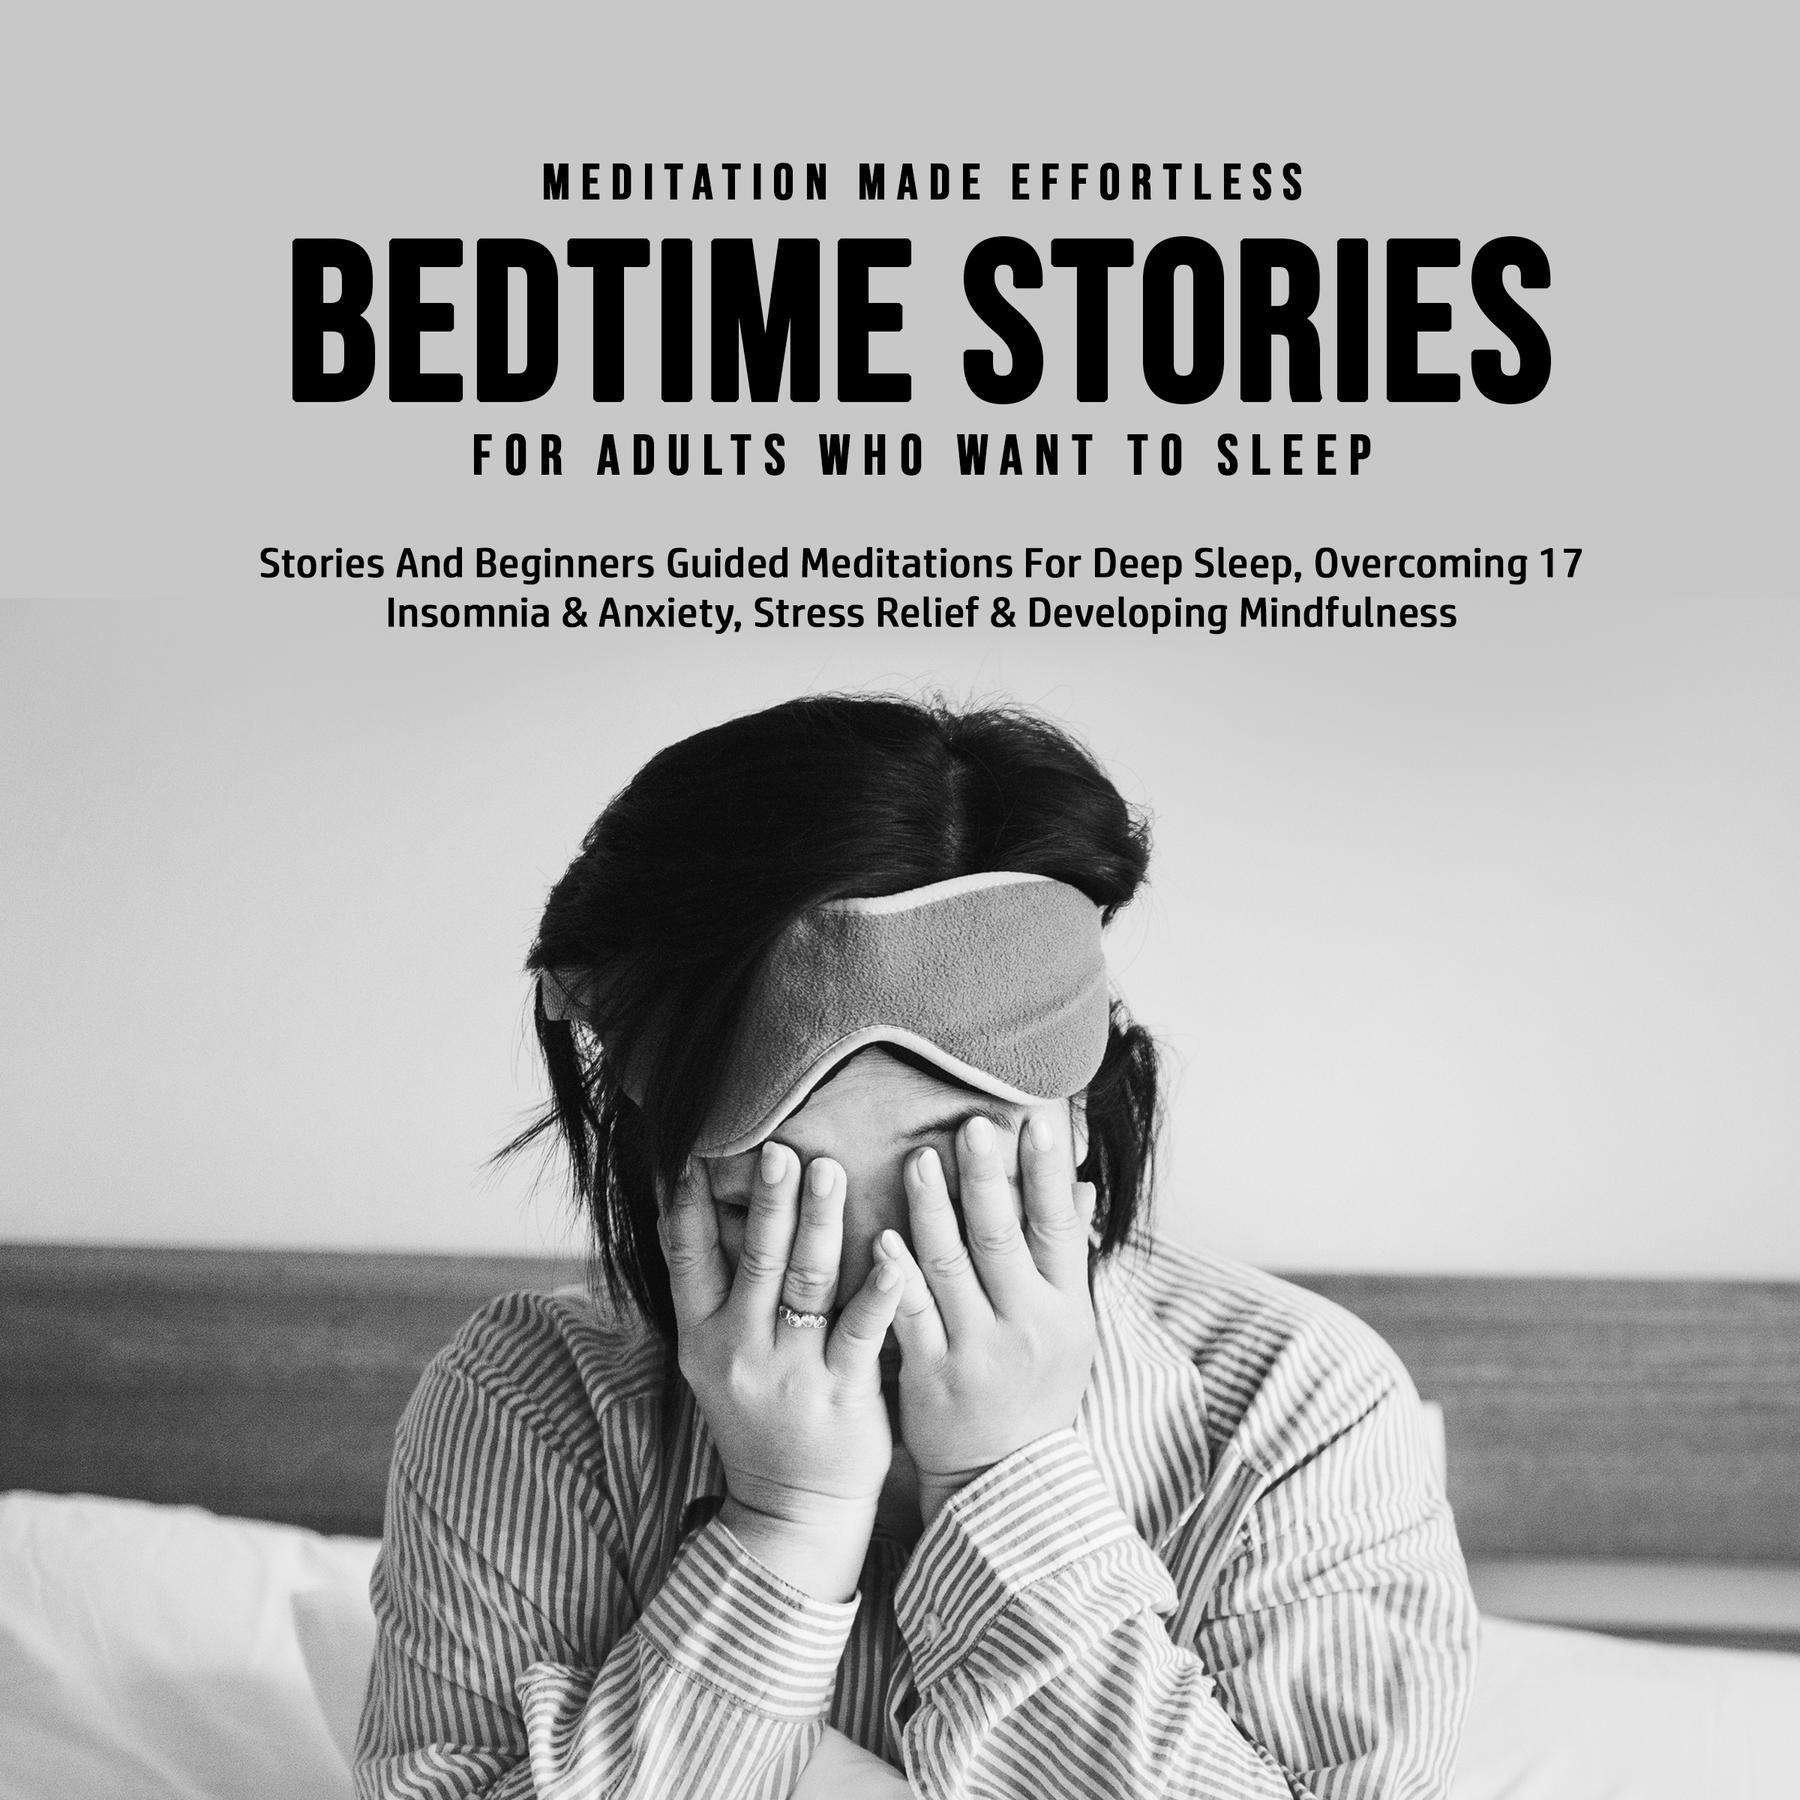 MEDITATION MADE EFFORTLESS
BEDTIME STORIES
FOR ADULTS WHO WANT TO SLEEP
Stories And Beginners Guided Meditations For Deep Sleep, Overcoming 17
Insomnia & Anxiety, Stress Relief & Developing Mindfulness